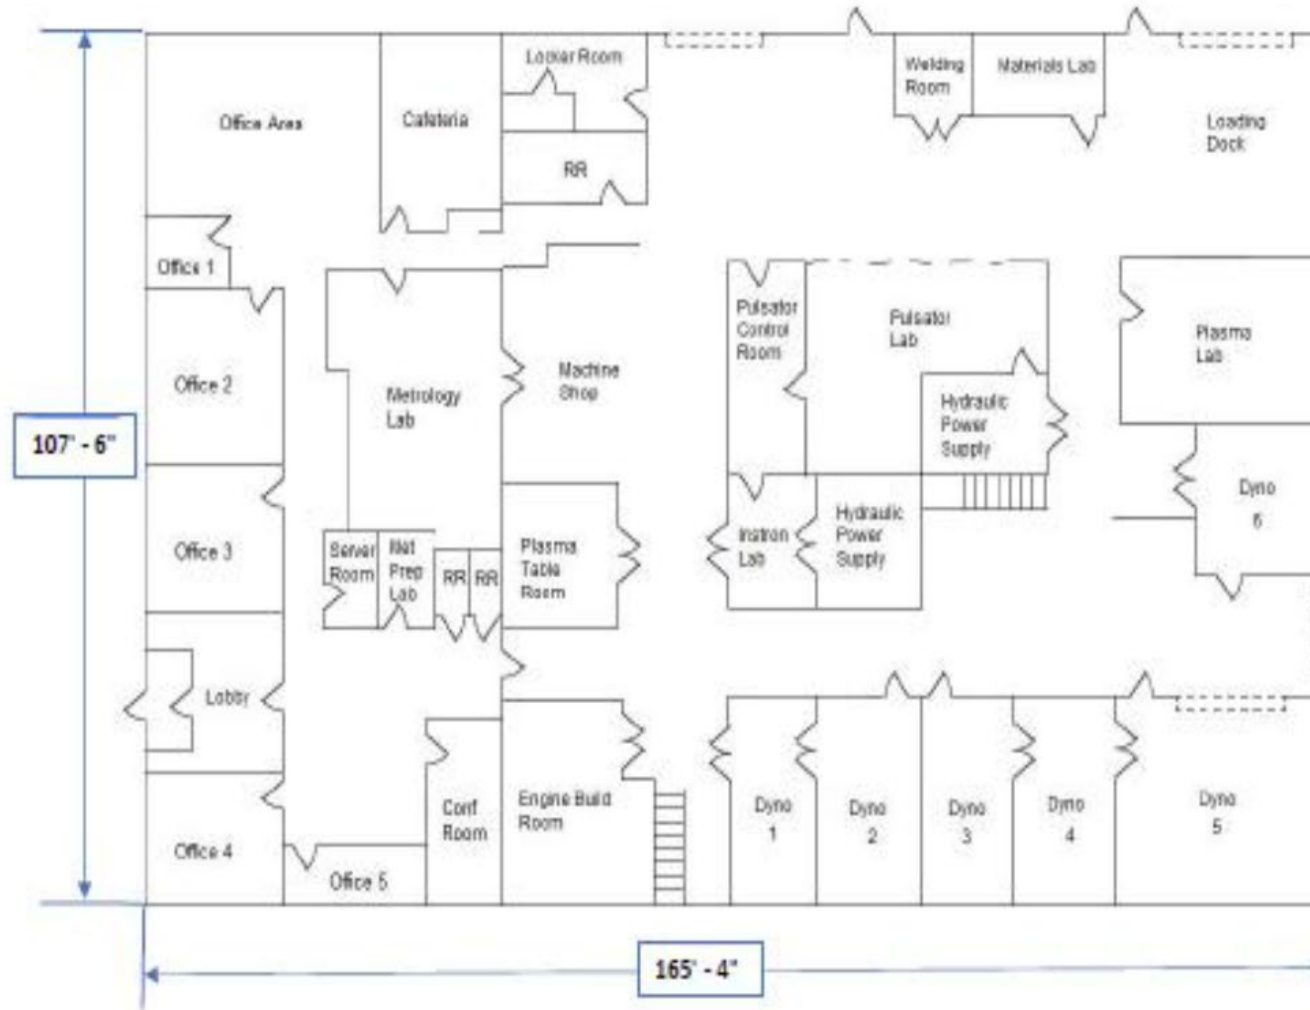 Locker Room
Welding
Room
Materials Lab
Office Area
Cafeteria
Loading
Dock
RR
Office 1
Pulsator
Control
Room
Pulsator
Lab
Plasma
Lab
Office 2
Metrology
Lab
Machine
Shop
Hydraulic
Power
Supply
107' - 6"
Office 3
Server
Room
Met
Prep
Lab
RR
RR
Plasma
Table
Room
Instron
Lab
Hydraulic
Power
Supply
Dyno
6
Lobby
Office 4
Office 5
Conf
Room
Engine Build
Room
Dyno
1
Dyno
2
Dyno
3
Dyno
4
Dyno
5
165' - 4"